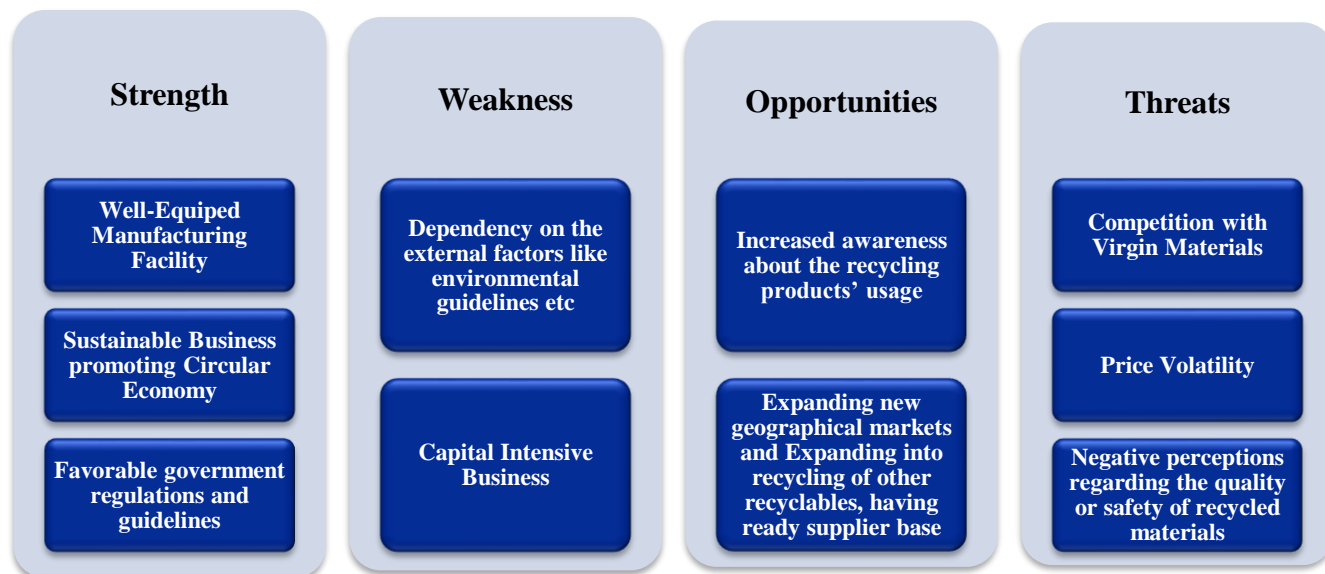 Strength
Well-Equiped
Manufacturing
Facility
Sustainable Business
promoting Circular
Economy
Favorable government
regulations and
guidelines
Weakness
Dependency on the
external factors like
environmental
guidelines etc
Capital Intensive
Business
Opportunities
Increased awareness
about the recycling
products’ usage
Expanding new
geographical markets
and Expanding into
recycling of other
recyclables, having
ready supplier base
Threats
Competition with
Virgin Materials
Price Volatility
Negative perceptions
regarding the quality
or safety of recycled
materials